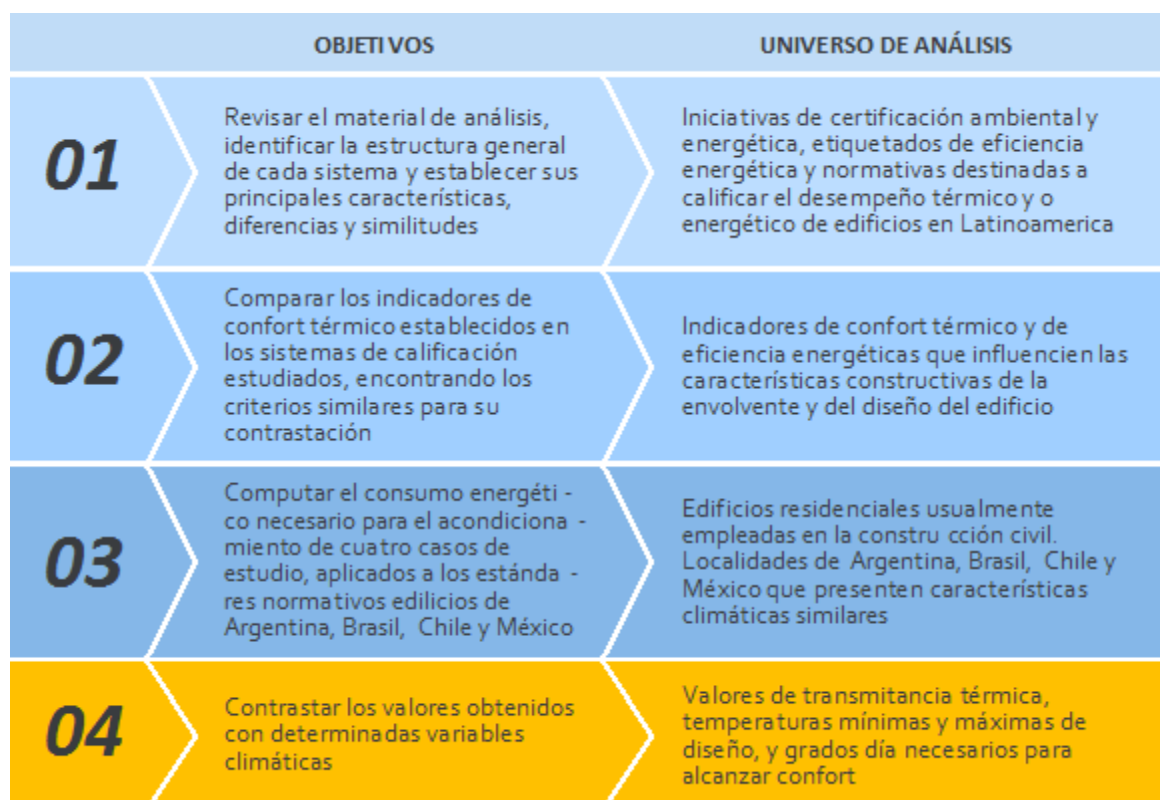 OBJETIVOS
UNIVERSO DE ANÁLISIS
01
Revisar el material de análisis,
identificar la estructura general
de cada sistema y establecer sus
principales características,
diferencias y similitudes
Iniciativas de certificación ambiental y
energética, etiquetados de eficiencia
energética y normativas destinadas a
calificar el desempeño térmico y o
energético de edificios en Latinoamerica
02
Comparar los indicadores de
confort térmico establecidos en
los sistemas de calificación
estudiados, encontrando los
criterios similares para su
contrastación
Indicadores de confort térmico y de
eficiencia energéticas que influencien las
características constructivas de la
envolvente y del diseño del edificio
03
Computar el consumo energéti -
co necesario para el acondiciona -
miento de cuatro casos de
estudio, aplicados a los estánda -
res normativos edilicios de
Argentina, Brasil, Chile y México
Edificios residenciales usualmente
empleadas en la constru cción civil.
Localidades de Argentina, Brasil, Chile y
México que presenten características
climáticas similares
04
Contrastar los valores obtenidos
con determinadas variables
climáticas
Valores de transmitancia térmica,
temperaturas mínimas y máximas de
diseño, y grados día necesarios para
alcanzar confort